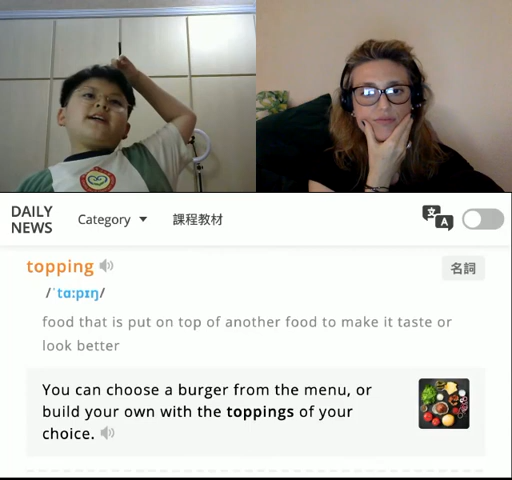 DAILY
NEWS
Category
課程教材
文 A
topping
名詞
/ˈtɑːpɪŋ/
food that is put on top of another food to make it taste or
look better
You can choose a burger from the menu, or
build your own with the toppings of your
choice.